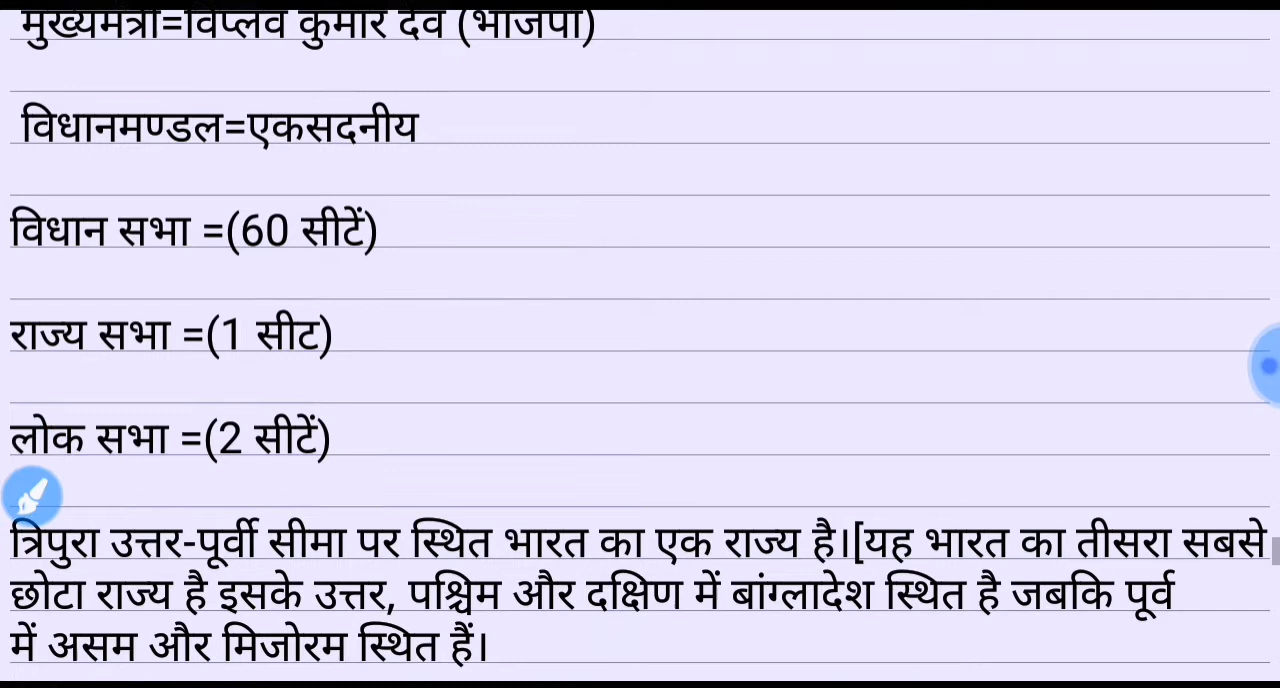 मुख्यमंत्री=विप्लव कुमार देव (भाजपा)
विधानमण्डल=एकसदनीय
विधान सभा =(60 सीटें)
राज्य सभा =(1 सीट)
लोक सभा =(2 सीटें)
त्रिपुरा उत्तर-पूर्वी सीमा पर स्थित भारत का एक राज्य है।[यह भारत का तीसरा सबसे
छोटा राज्य है इसके उत्तर, पश्चिम और दक्षिण में बांग्लादेश स्थित है जबकि पूर्व
में असम और मिजोरम स्थित हैं।